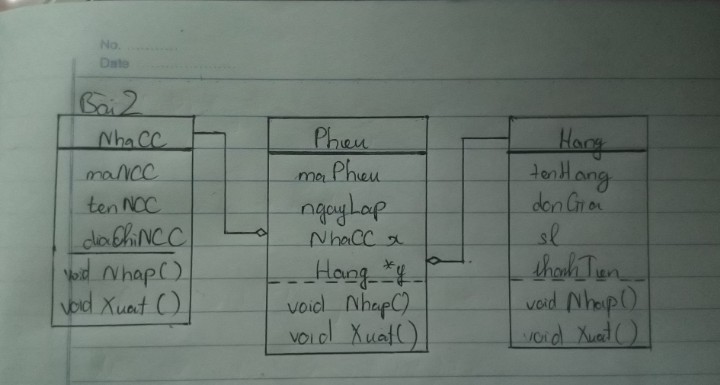 No.
Date
Bài 2
NhaCC
maNCC
tenNCC
diaChiNCC
void Nhap()
void Xuat()
Phieu
maPhieu
ngayLap
NhaCC x
Hang *y
void Nhap()
void Xuat()
Hang
tenHang
donGia
sl
thanhTien
void Nhap()
void Xuat()